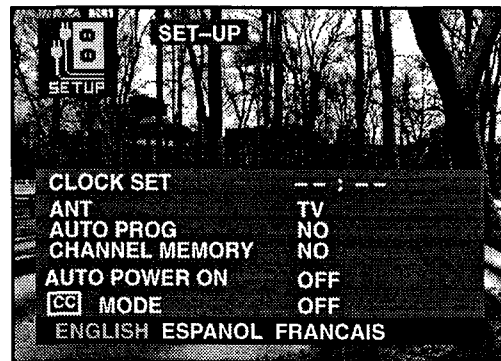 SET-UP
SETUP
CLOCK SET -- : --
ANT TV
AUTO PROG NO
CHANNEL MEMORY NO
AUTO POWER ON OFF
CC MODE OFF
ENGLISH ESPANOL FRANCAIS